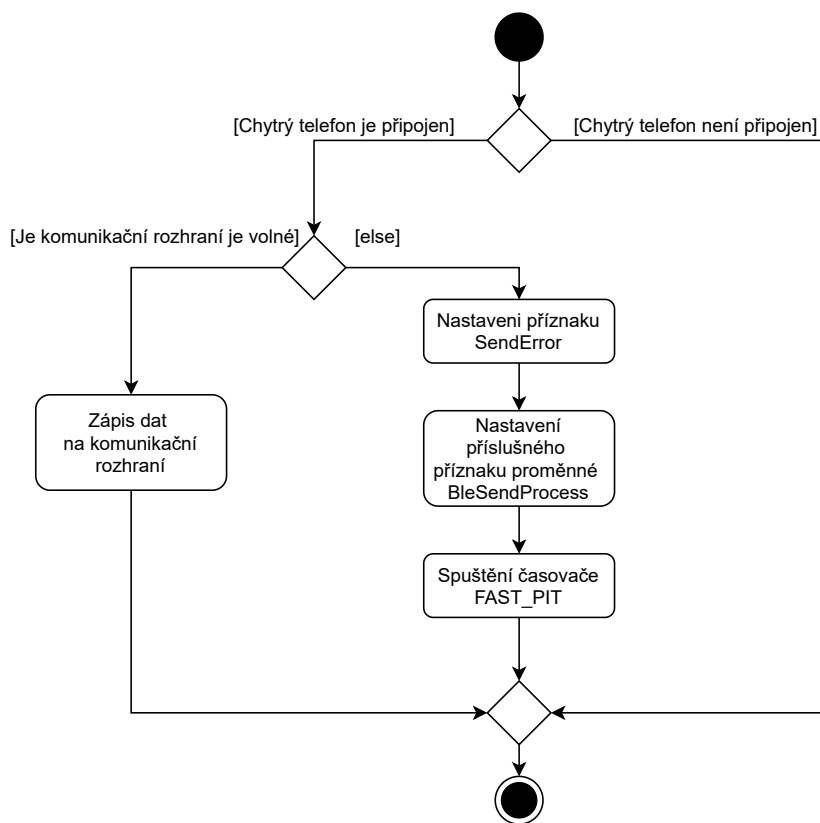 [Chytrý telefon je připojen]
[Chytrý telefon není připojen]
[Je komunikační rozhraní je volné]
[else]
Nastaveni příznaku
SendError
Zápis dat
na komunikační
rozhraní
Nastavení
příslušného
příznaku proměnné
BleSendProcess
Spuštění časovače
FAST_PIT